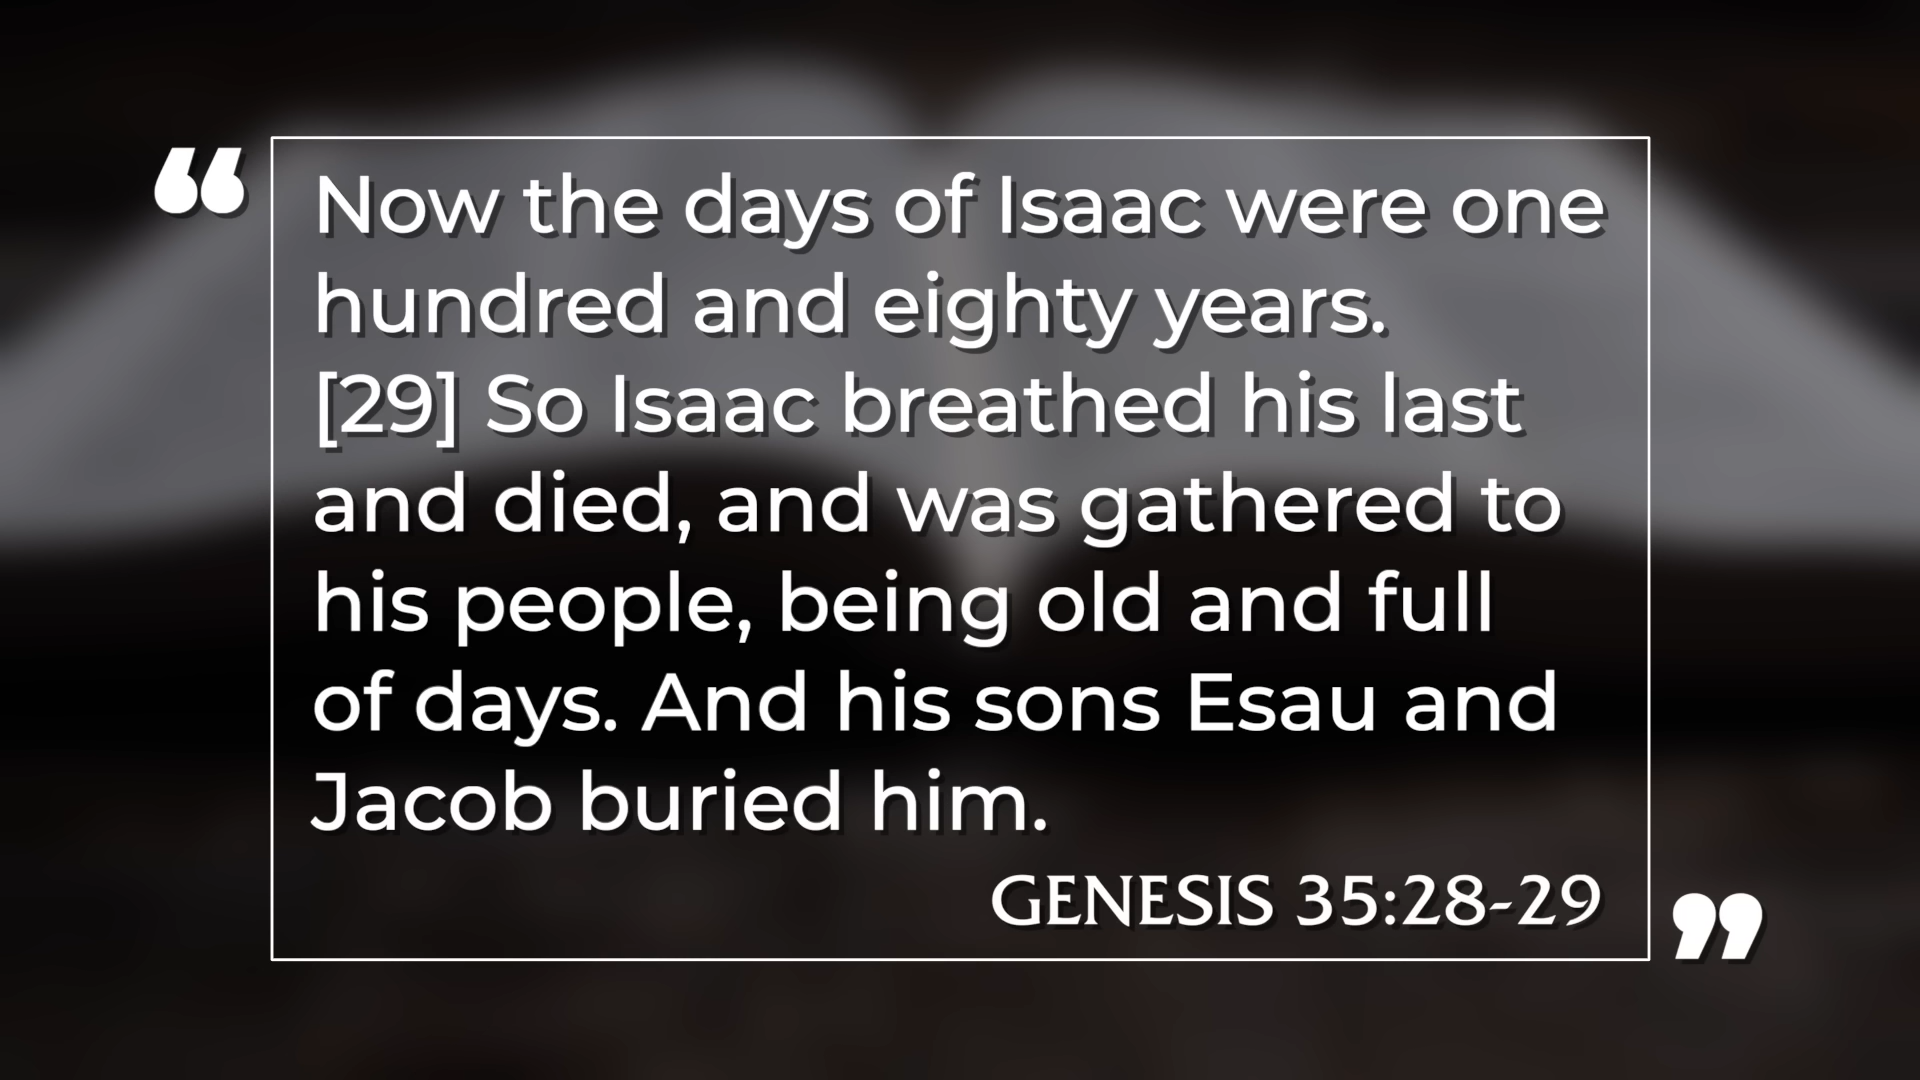 “
Now the days of Isaac were one
hundred and eighty years.
[29] So Isaac breathed his last
and died, and was gathered to
his people, being old and full
of days. And his sons Esau and
Jacob buried him.
GENESIS 35:28-29
”